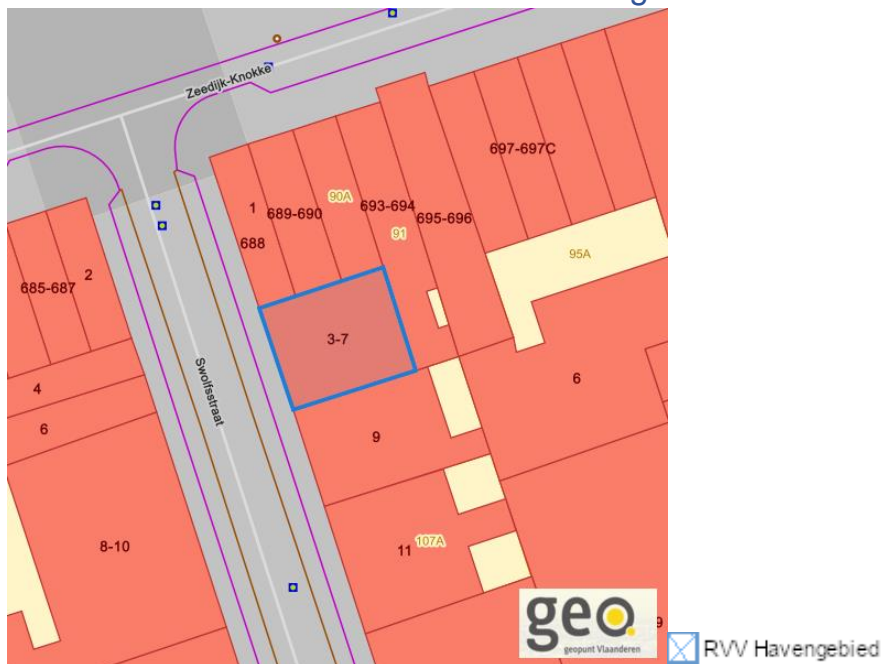 Zeedijk-Knokke
697-697C
90A
693-694
1
689-690
695-696
91
688
95A
2
685-687
3-7
Swolfsstraat
4
6
6
9
8-10
11
107A
geo.
geopunt Vlaanderen
9
RVV Havengebied